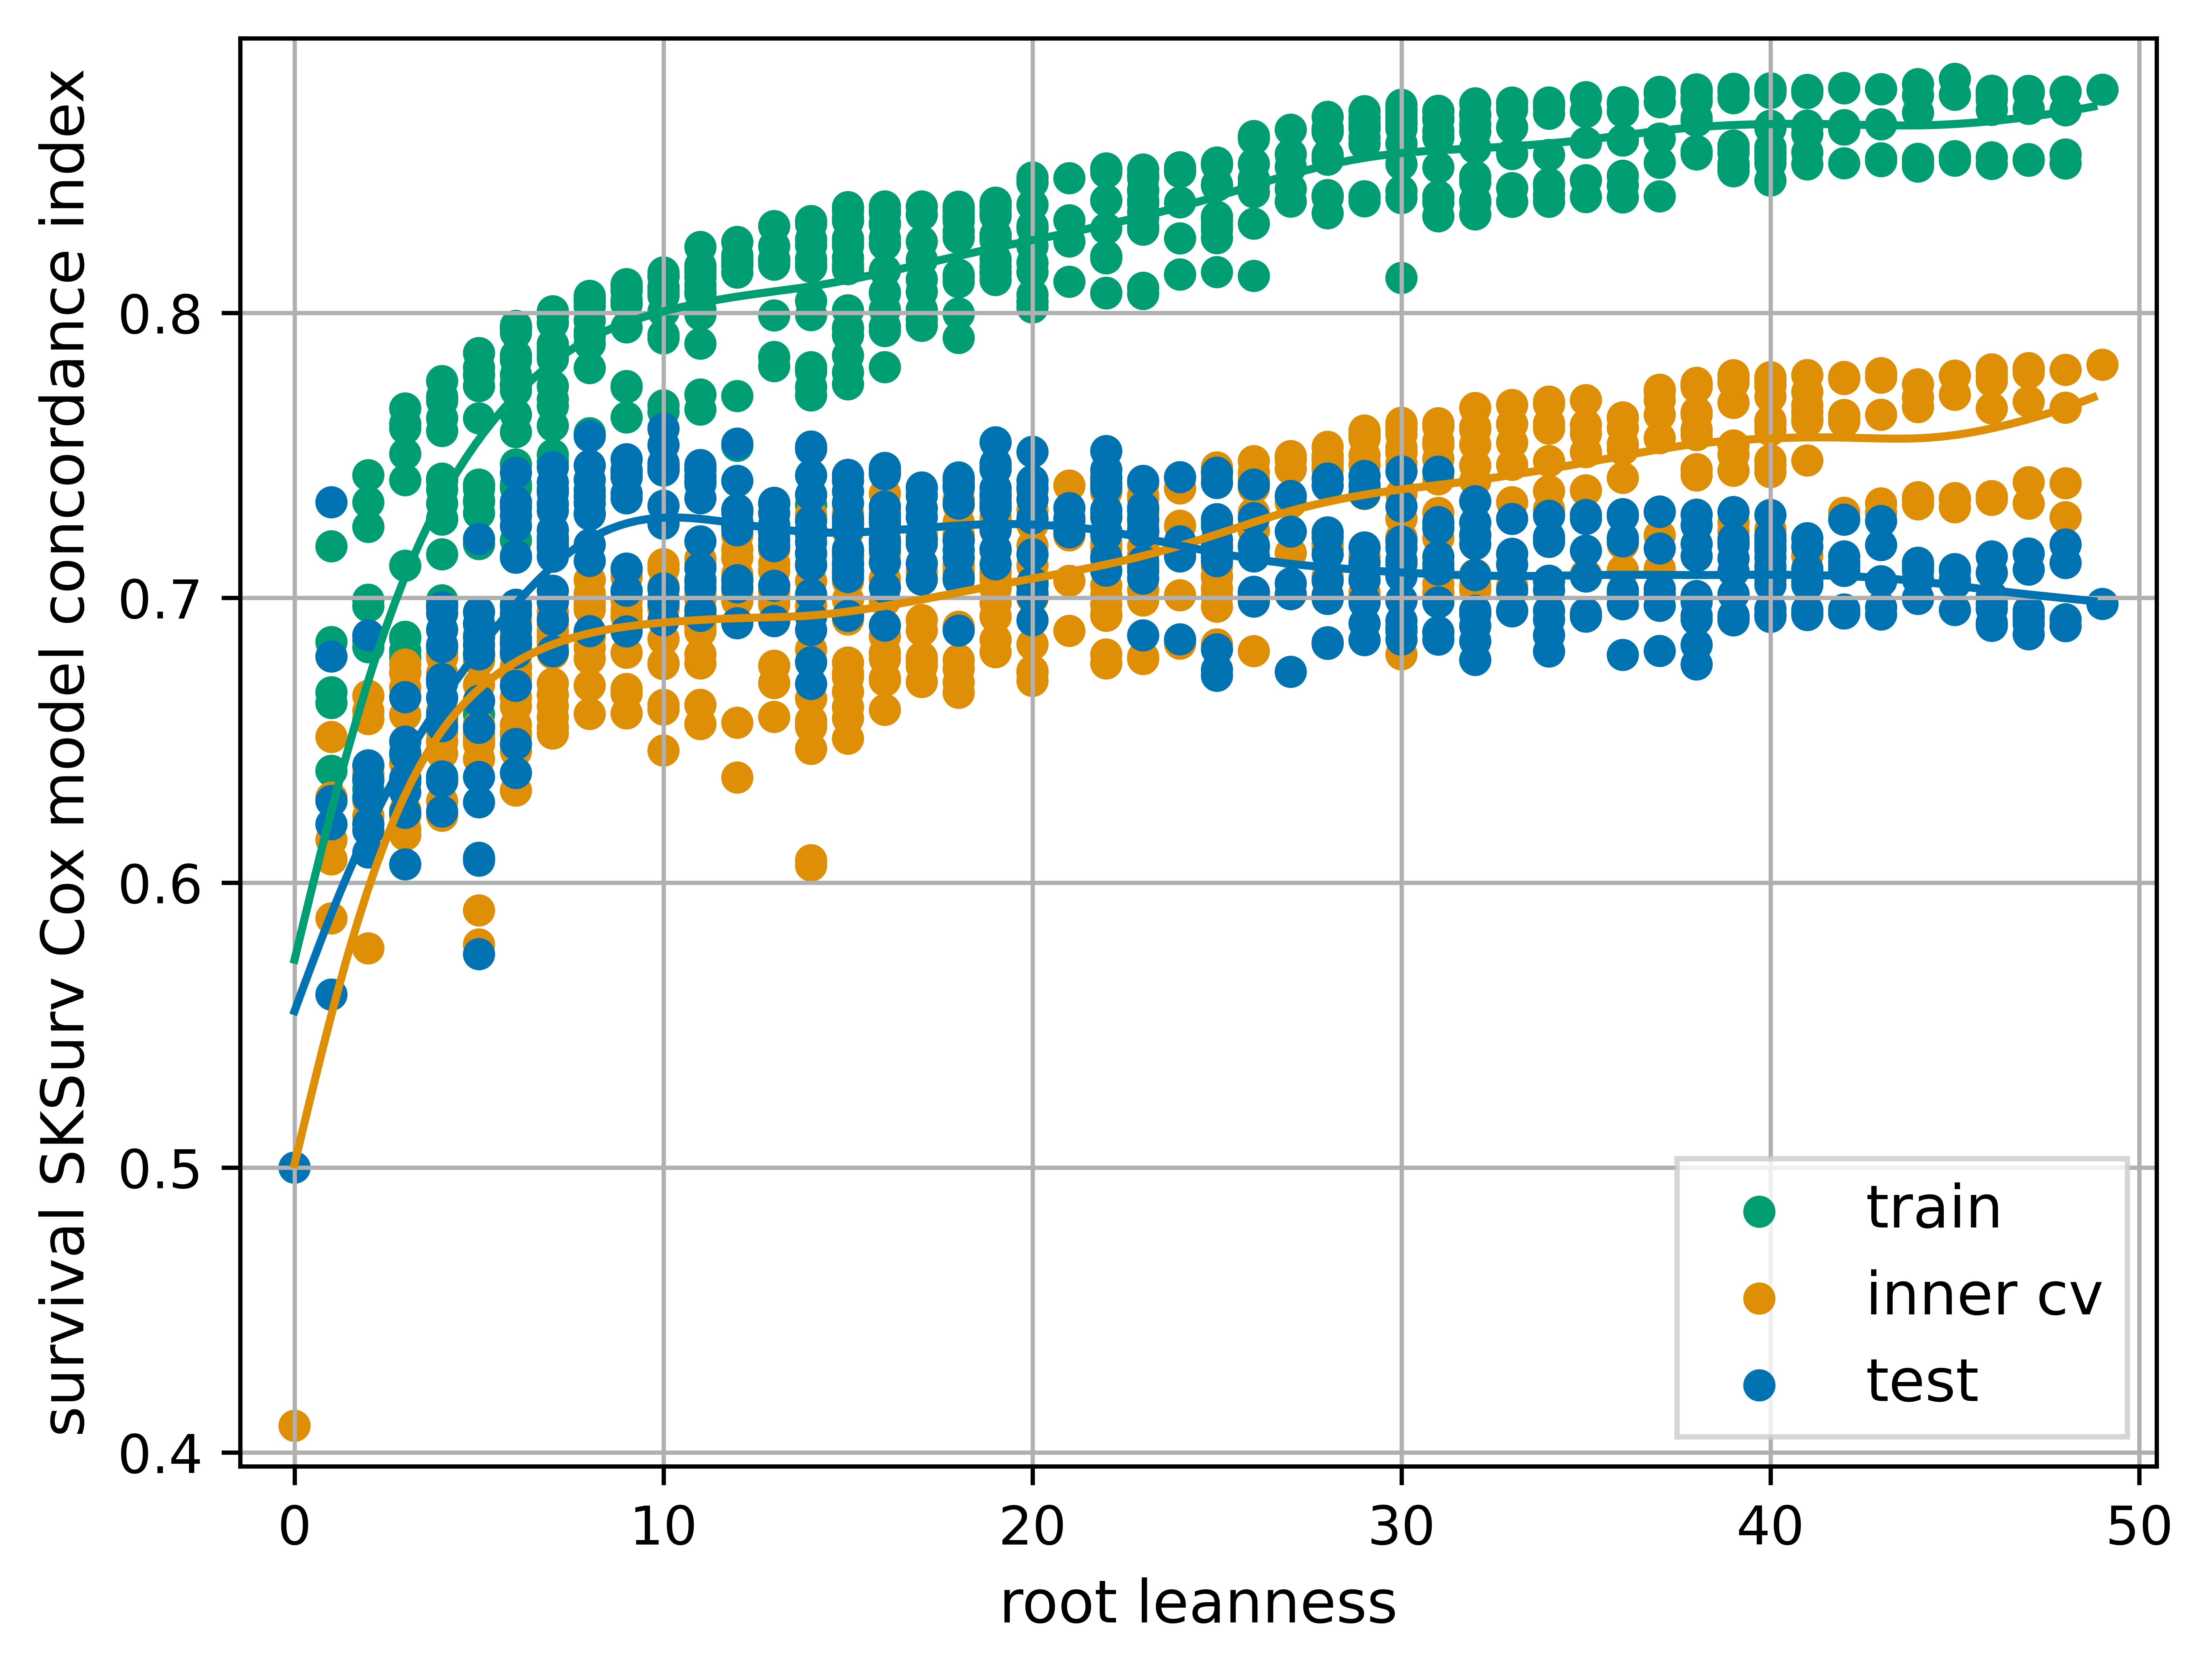 survival SKSurv Cox model concordance index
0.8
0.7
0.6
0.5
0.4
0
10
20
30
40
50
root leanness
train
inner cv
test